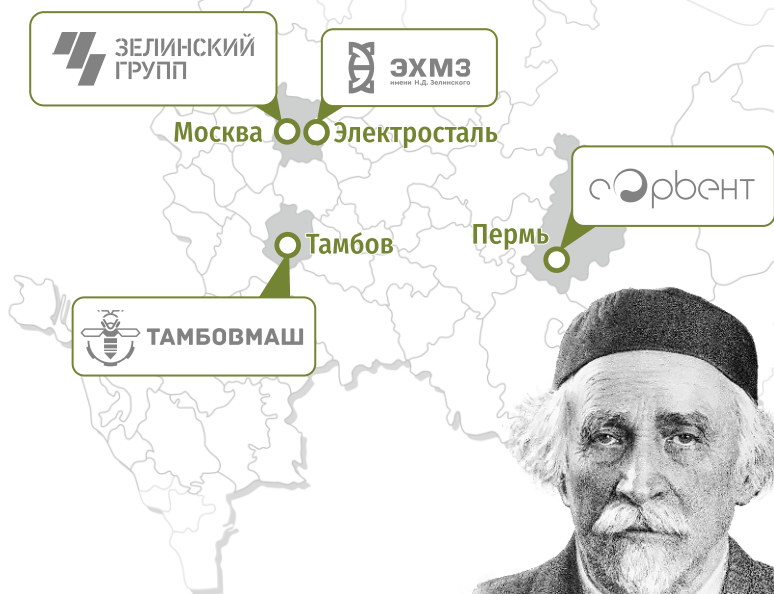 ЗЕЛИНСКИЙ
ГРУПП
ЭХМЗ
имени Н.Д. Зелинского
Москва
Электросталь
сорбент
Пермь
Тамбов
ТАМБОВМАШ